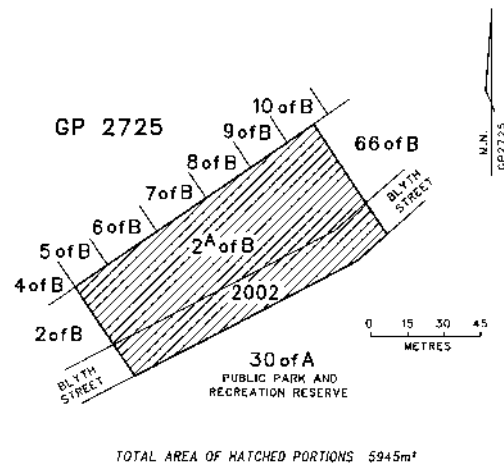 10 of B
GP 2725
9 of B
8 of B
66 of B
7 of B
6 of B
5 of B
4 of B
2 of B
2A of B
2002
BLYTH
STREET
BLYTH
STREET
30 of A
PUBLIC PARK AND
RECREATION RESERVE
M.N.
GP2725
0 15 30 45
METRES
TOTAL AREA OF HATCHED PORTIONS 5945m²